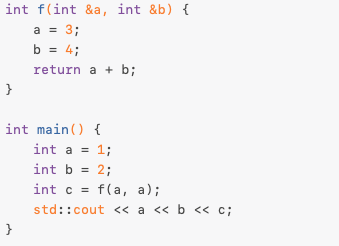 int f(int &a, int &b) {
    a = 3;
    b = 4;
    return a + b;
}

int main() {
    int a = 1;
    int b = 2;
    int c = f(a, a);
    std::cout << a << b << c;
}